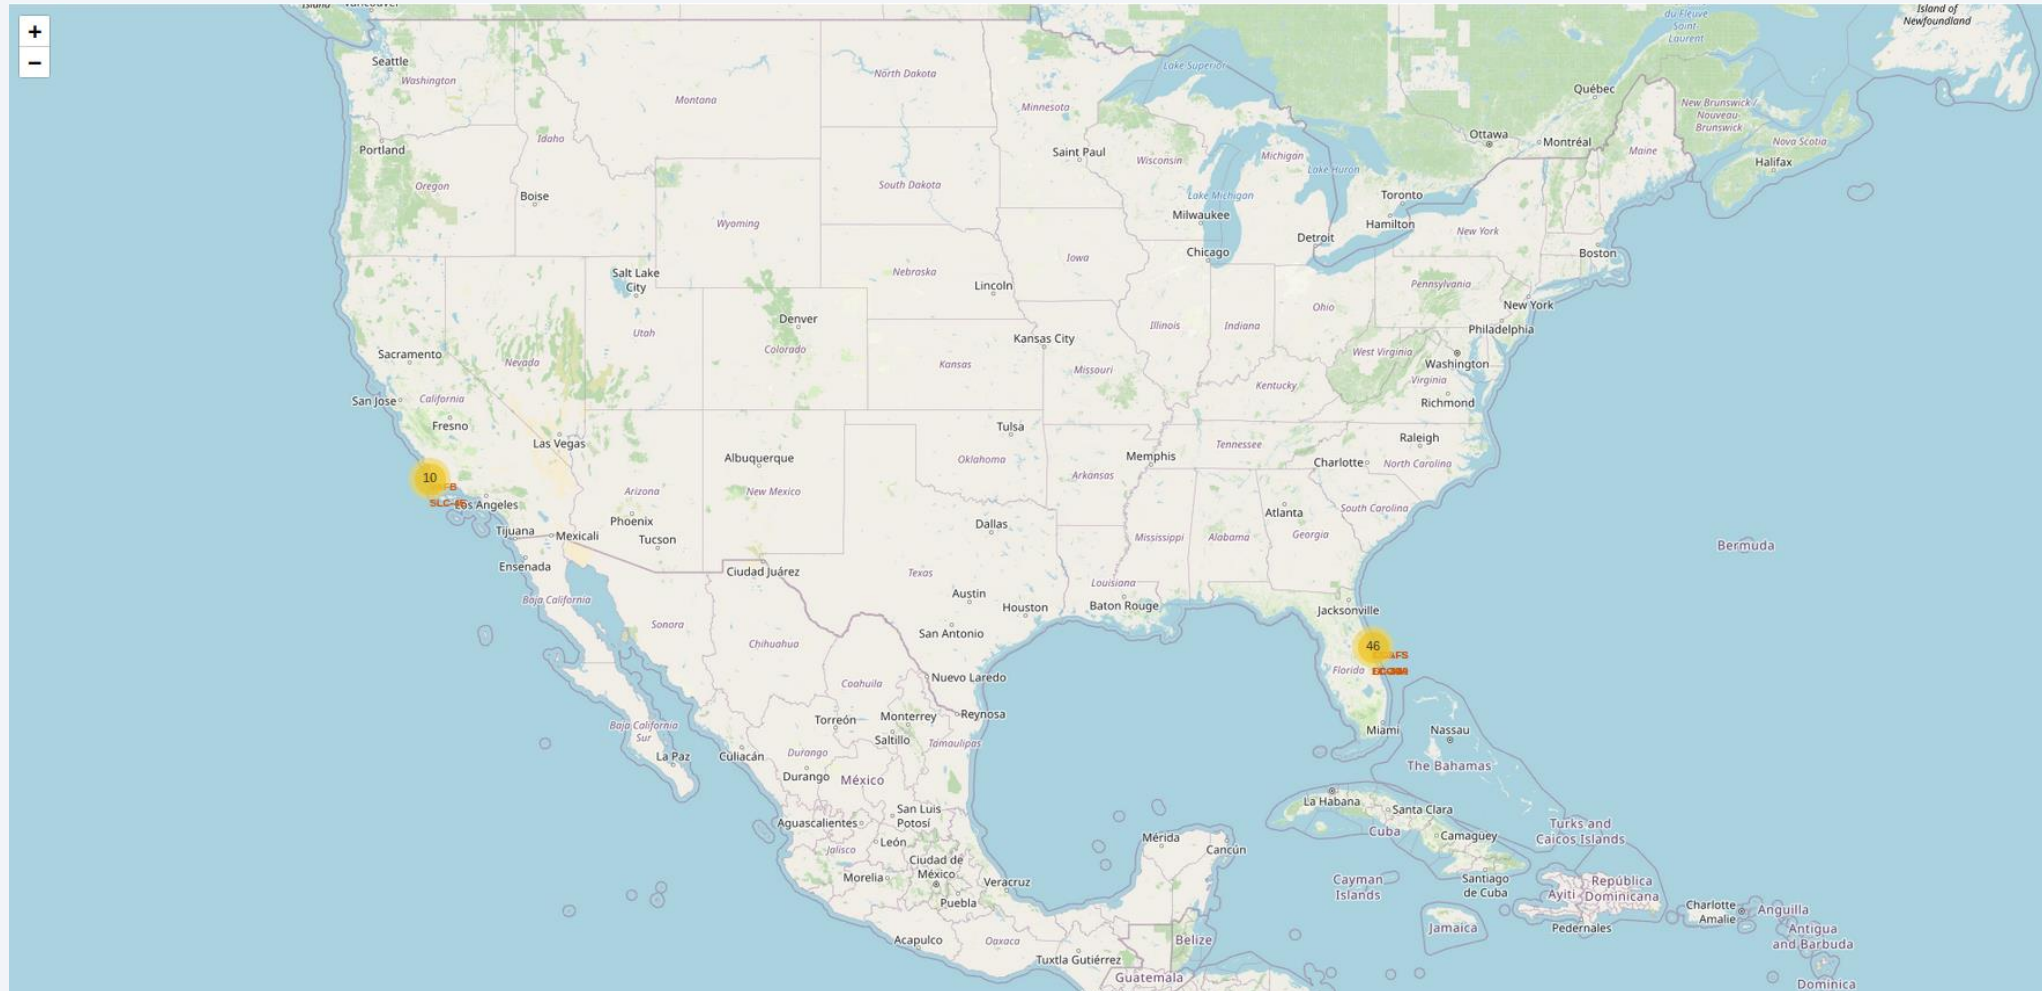 Island
Vancouver
+
−
Island of
Newfoundland
du Fleuve
Saint-
Laurent
Seattle
Washington
Montana
North Dakota
Minnesota
Lake Superior
Québec
New Brunswick /
Nouveau-
Brunswick
Nova Scotia
Halifax
Ottawa
Montréal
Maine
Portland
Idaho
Saint Paul
Wisconsin
Michigan
Lake Huron
Oregon
Boise
South Dakota
Lake Michigan
Toronto
Wyoming
Milwaukee
Hamilton
Detroit
New York
Chicago
Boston
Iowa
Salt Lake
City
Nebraska
Lincoln
Pennsylvania
New York
Denver
Ohio
Utah
Illinois
Indiana
Philadelphia
Kansas City
Sacramento
Nevada
Colorado
Kansas
Missouri
West Virginia
Washington
Virginia
Kentucky
San Jose
California
Richmond
Fresno
Las Vegas
Tulsa
Raleigh
Albuquerque
Oklahoma
Memphis
Tennessee
Charlotte
North Carolina
10
Arizona
New Mexico
Arkansas
Los Angeles
Phoenix
Atlanta
South Carolina
Tijuana
Mexicali
Tucson
Dallas
Mississippi
Alabama
Georgia
Bermuda
Ensenada
Ciudad Juárez
Texas
Louisiana
Baja California
Austin
Houston
Baton Rouge
Jacksonville
Sonora
San Antonio
Chihuahua
46
Florida
Coahuila
Nuevo Laredo
Torreón
Monterrey
Reynosa
Baja California
Sur
Saltillo
Tamaulipas
Miami
Nassau
La Paz
Culiacán
Durango
Durango
México
The Bahamas
La Habana
Santa Clara
Aguascalientes
San Luis
Potosí
Cuba
Camagüey
Turks and
Caicos Islands
Jalisco
León
Mérida
Cancún
Ciudad de
México
Morelia
Veracruz
Puebla
Cayman
Islands
Santiago
de Cuba
Ayiti
República
Dominicana
Charlotte
Amalie
Anguilla
Jamaica
Pedernales
Antigua
and Barbuda
Acapulco
Oaxaca
Belize
Tuxtla Gutiérrez
Guatemala
Dominica